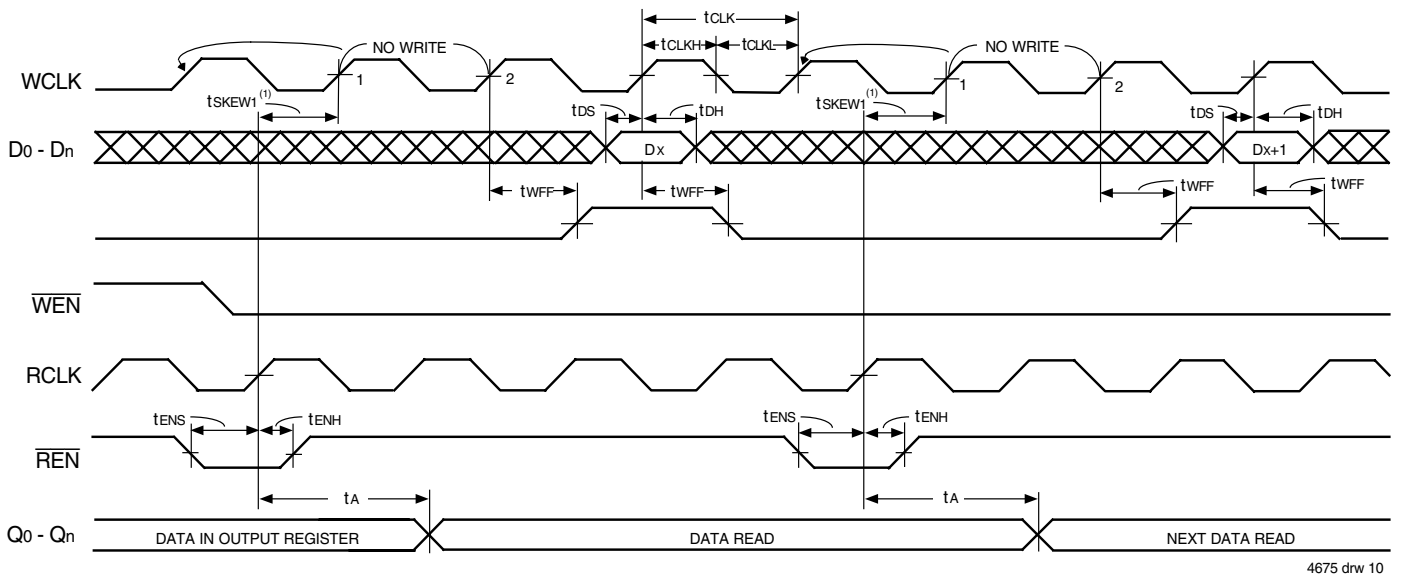 tCLK
NO WRITE tCLKH tCLKL NO WRITE
WCLK 1 2 1 2
tSKEW1(1) tDS tDH tSKEW1(1) tDS tDH
D0 - Dn DX DX+1
tWFF tWFF tWFF tWFF
WEN
RCLK
tENS tENH tENS tENH
REN
tA tA
Q0 - Qn DATA IN OUTPUT REGISTER DATA READ NEXT DATA READ
4675 drw 10